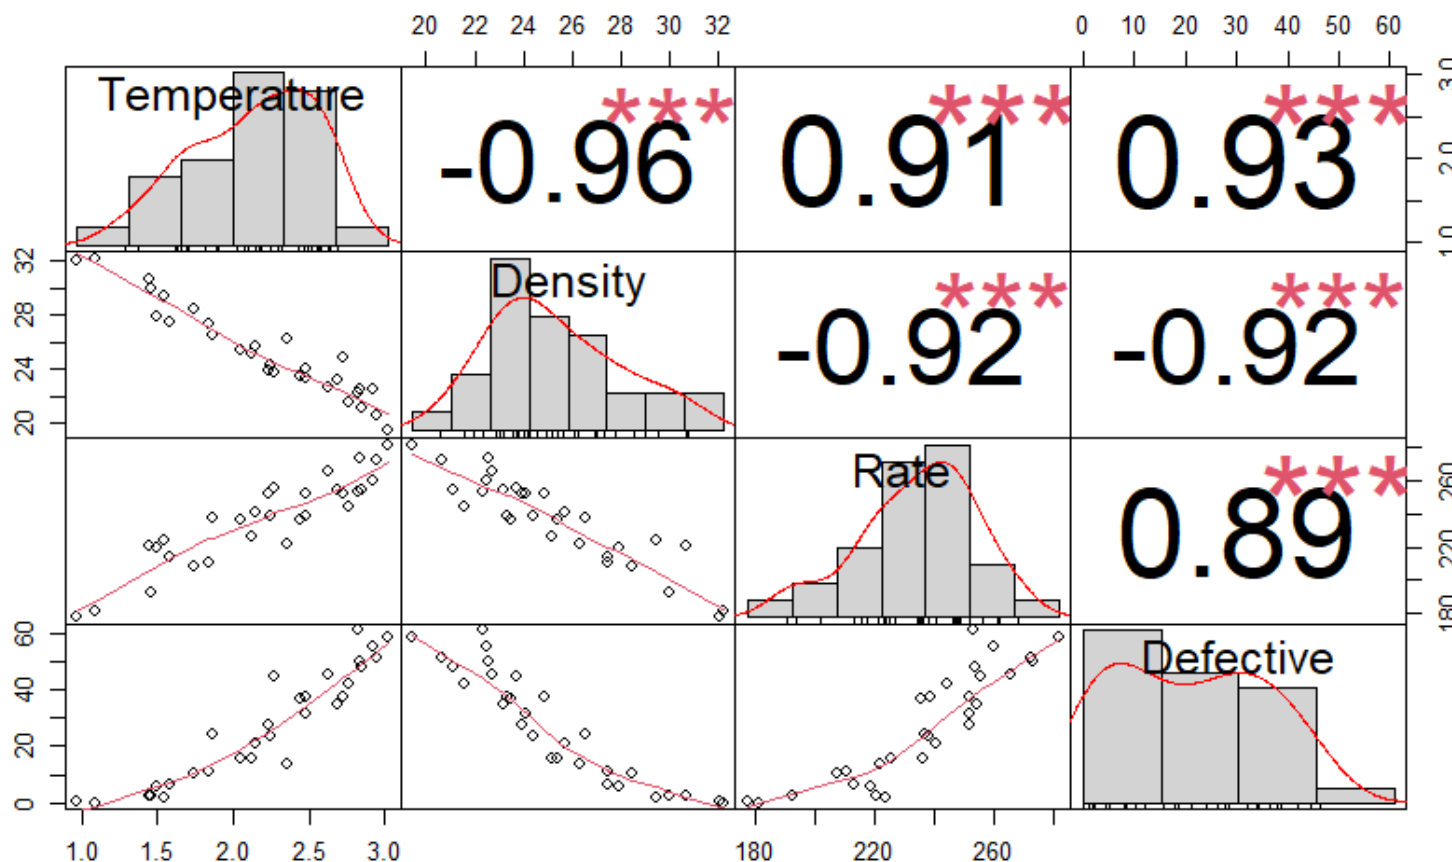 20 22 24 26 28 30 32 0 10 20 30 40 50 60
Temperature -0.96 *** 0.91 *** 0.93 *** 1.0 2.0 3.0
20 24 28 32 Density -0.92 *** -0.92 ***
Rate 0.89 *** 180 220 260
0 20 40 60 Defective
1.0 1.5 2.0 2.5 3.0 180 220 260